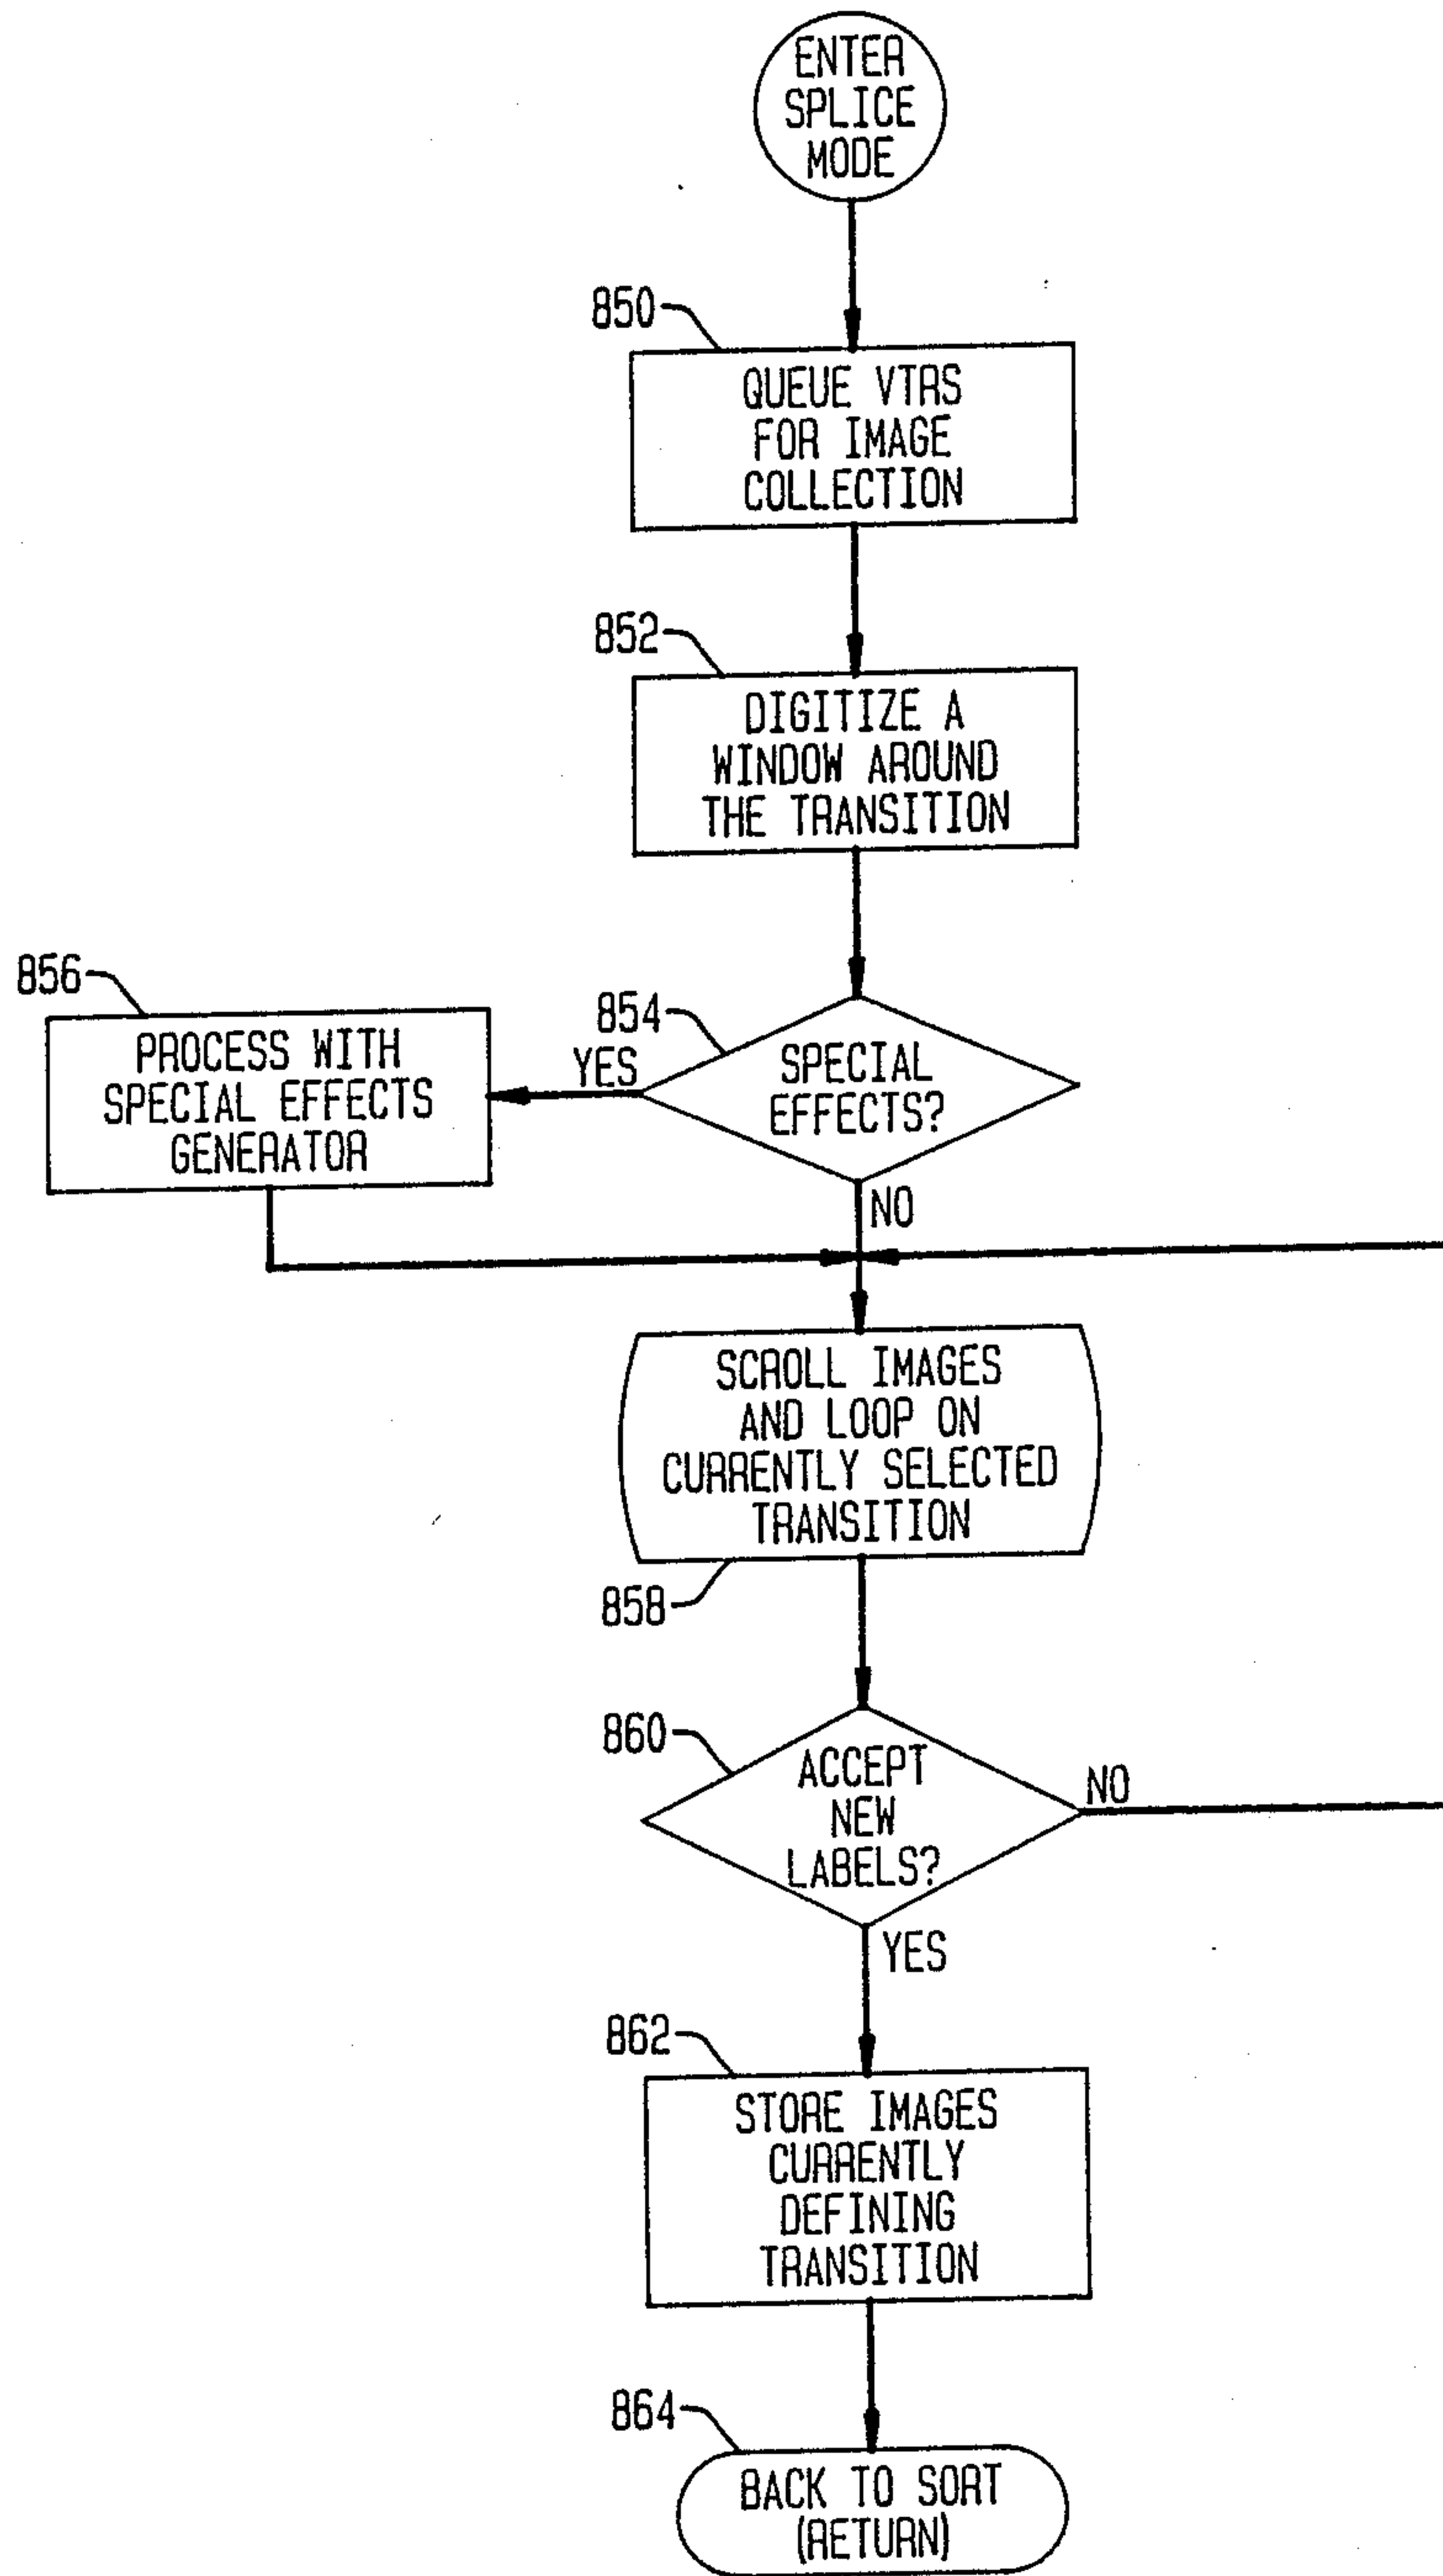 ENTER
SPLICE
MODE
850
QUEUE VTRS
FOR IMAGE
COLLECTION
852
DIGITIZE A
WINDOW AROUND
THE TRANSITION
856
PROCESS WITH
SPECIAL EFFECTS
GENERATOR
YES
854
SPECIAL
EFFECTS?
NO
SCROLL IMAGES
AND LOOP ON
CURRENTLY SELECTED
TRANSITION
858
860
ACCEPT
NEW
LABELS?
NO
YES
862
STORE IMAGES
CURRENTLY
DEFINING
TRANSITION
864
BACK TO SORT
(RETURN)